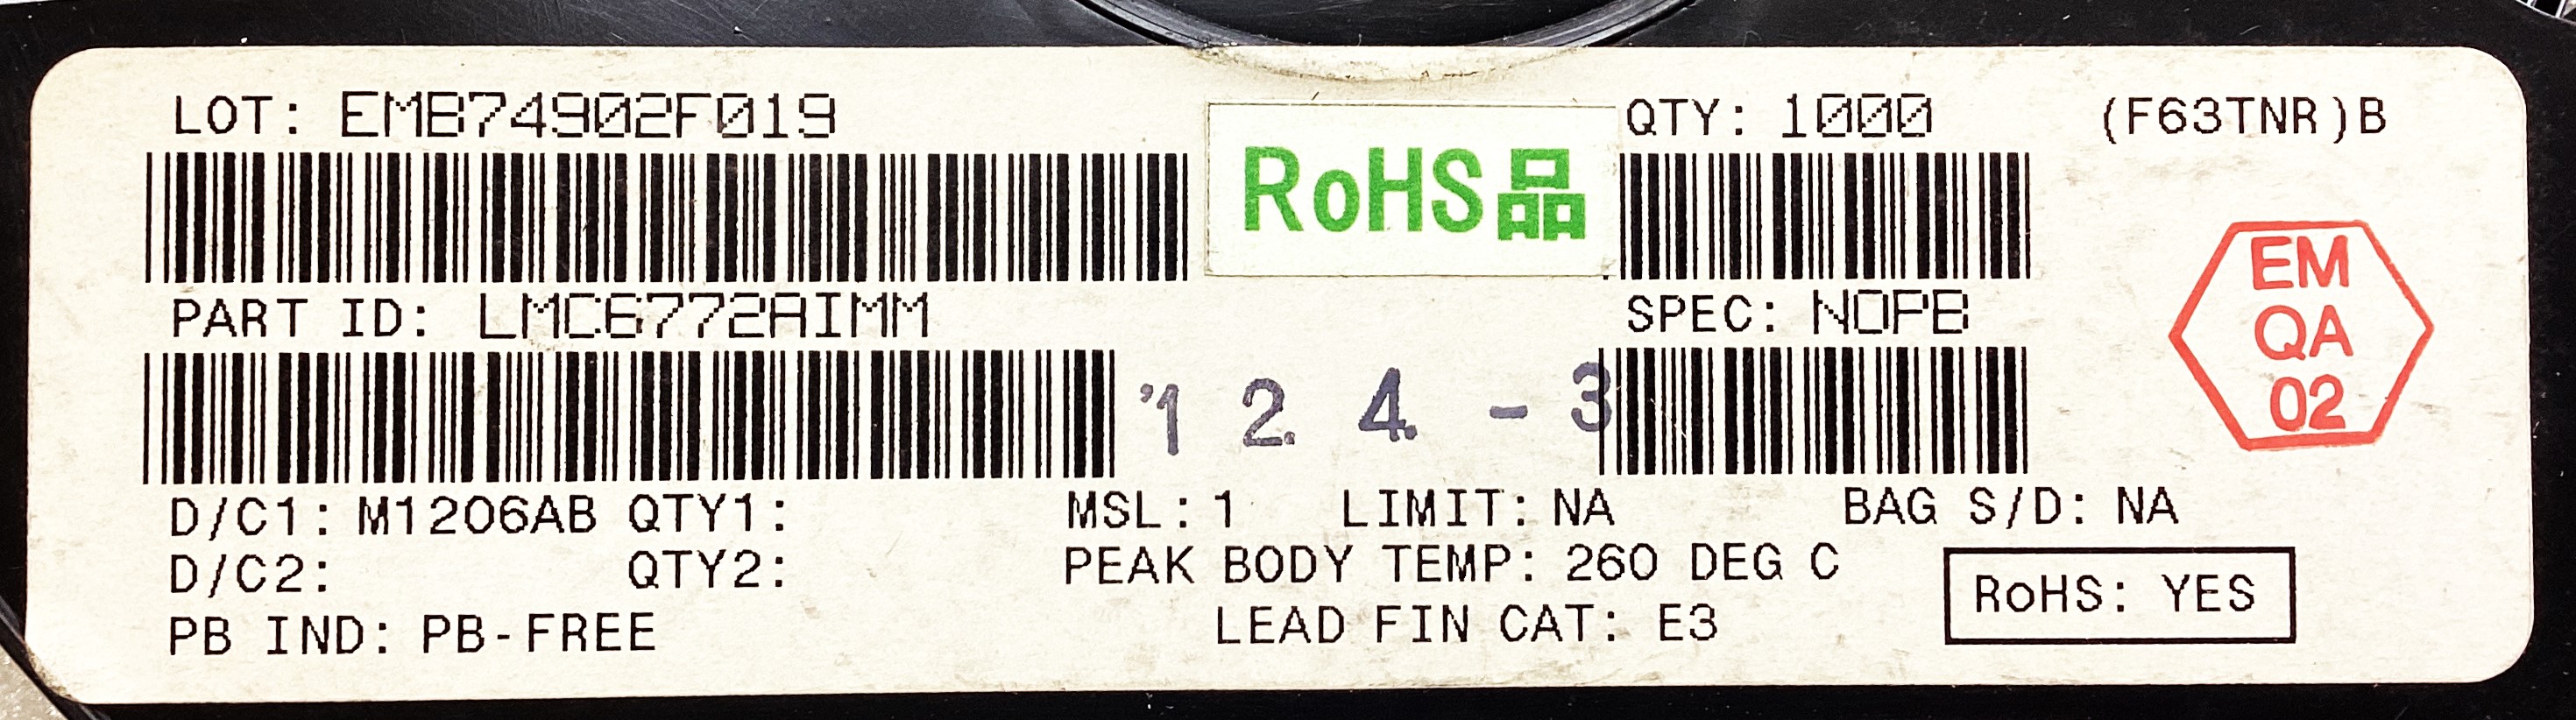 LOT: EMB74902F019
RoHS品
QTY: 1000
(F63TNR)B
PART ID: LMC6772AIMM
SPEC: NOPB
EM
QA
02
'1 2. 4. - 3
D/C1: M1206AB QTY1:
MSL: 1 LIMIT: NA BAG S/D: NA
D/C2: QTY2:
PEAK BODY TEMP: 260 DEG C
RoHS: YES
PB IND: PB-FREE
LEAD FIN CAT: E3